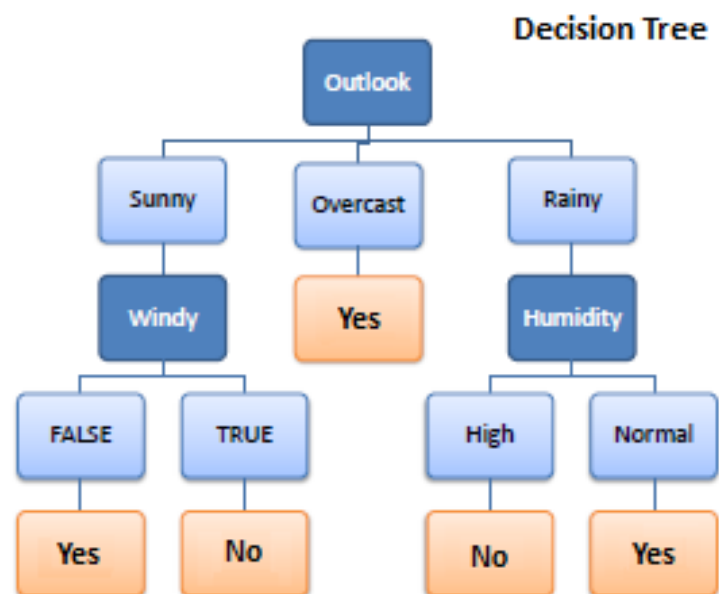 Decision Tree
Outlook
Sunny
Overcast
Rainy
Windy
Yes
Humidity
FALSE
TRUE
High
Normal
Yes
No
No
Yes